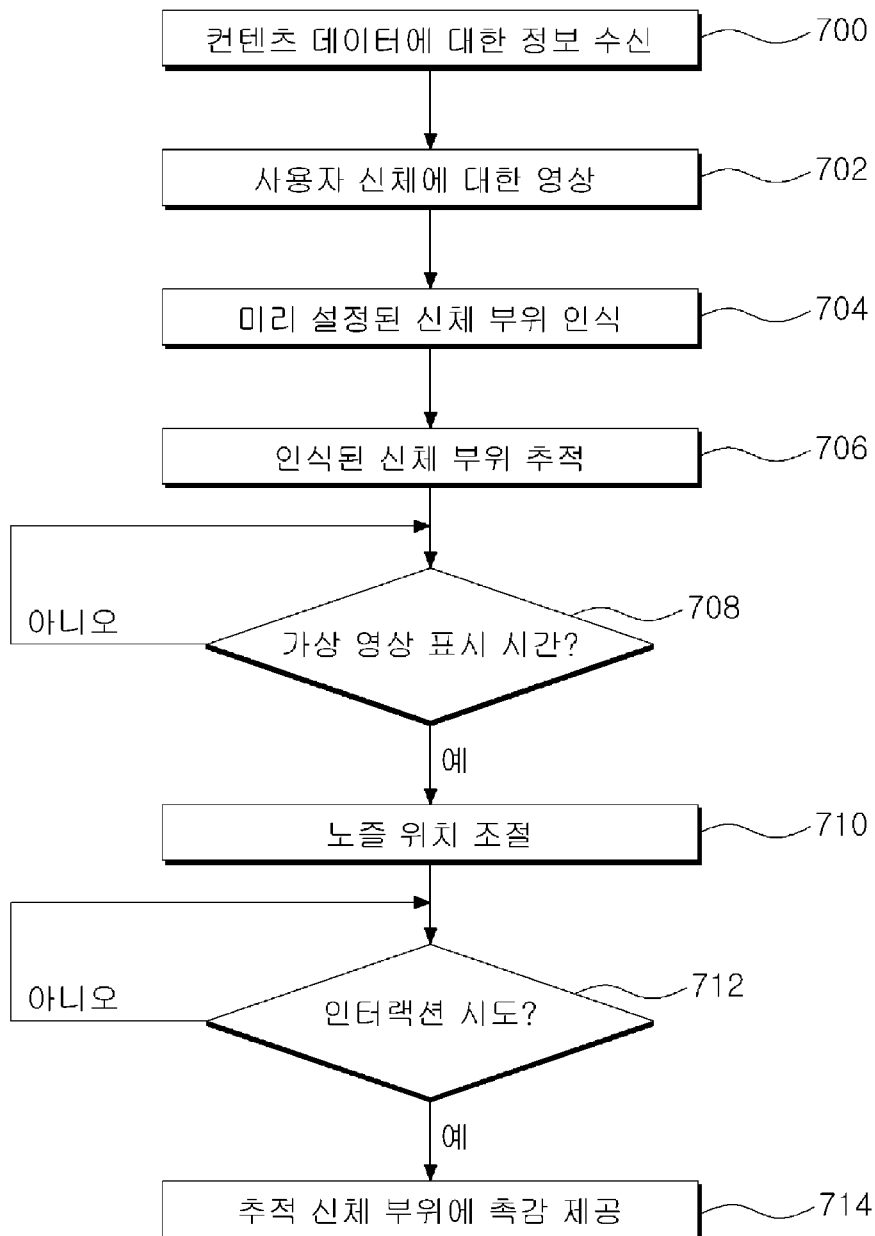 컨텐츠 데이터에 대한 정보 수신
700
사용자 신체에 대한 영상
702
미리 설정된 신체 부위 인식
704
인식된 신체 부위 추적
706
708
아니오
가상 영상 표시 시간?
예
노즐 위치 조절
710
712
아니오
인터랙션 시도?
예
추적 신체 부위에 촉감 제공
714